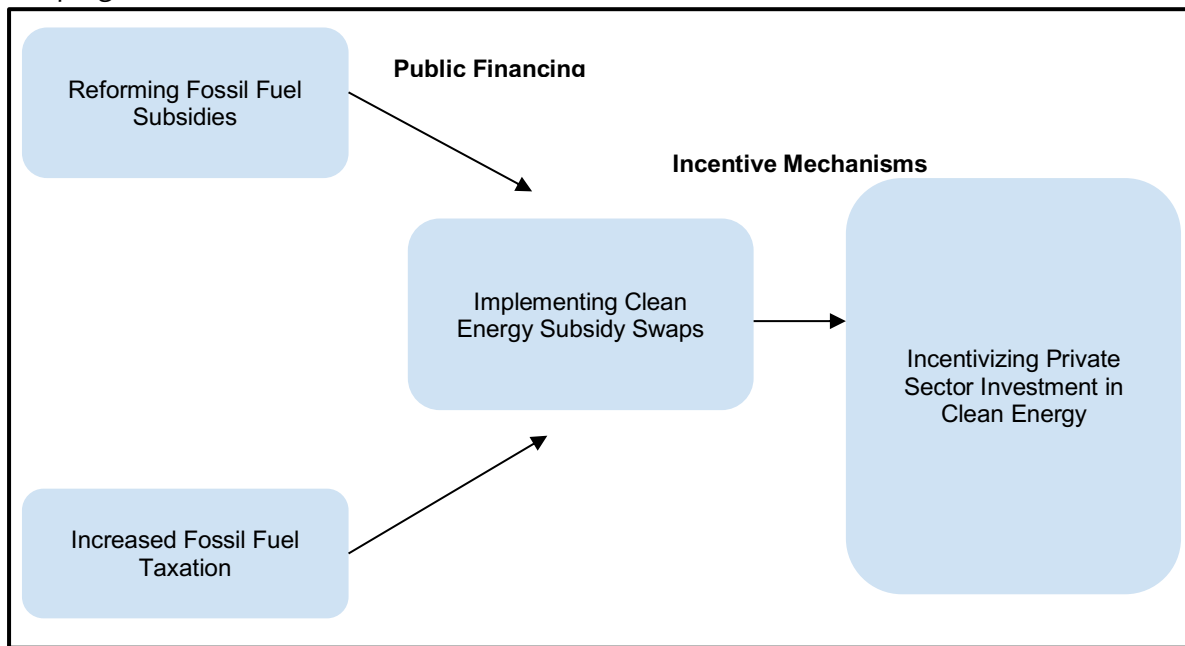 Reforming Fossil Fuel
Subsidies
Public Financing
Incentive Mechanisms
Implementing Clean
Energy Subsidy Swaps
Incentivizing Private
Sector Investment in
Clean Energy
Increased Fossil Fuel
Taxation